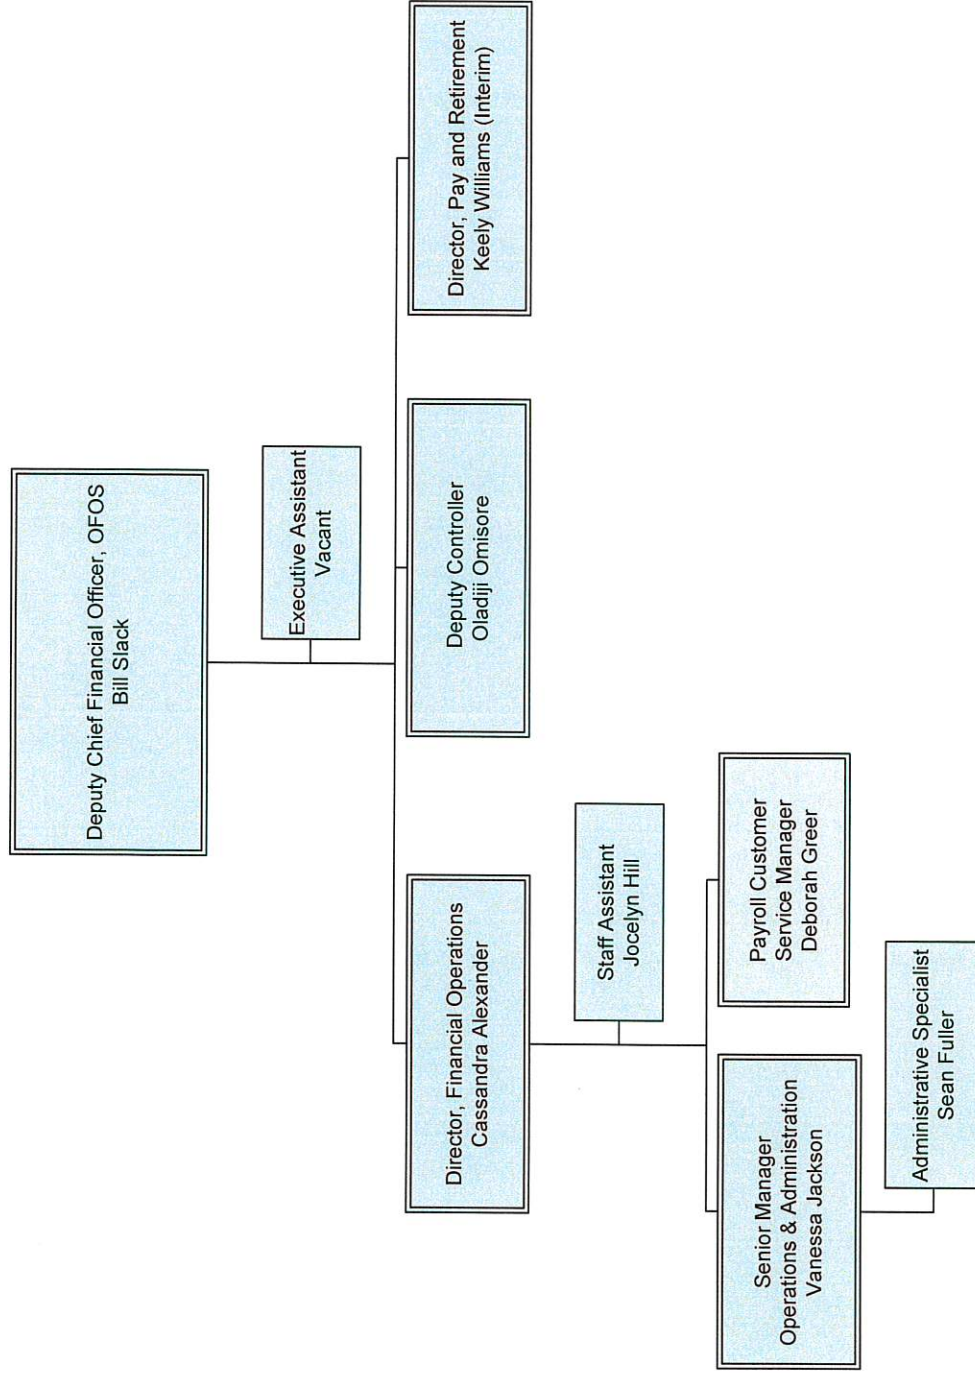 Deputy Chief Financial Officer, OFOS
Bill Slack
Executive Assistant
Vacant
Director, Financial Operations
Cassandra Alexander
Deputy Controller
Oladiji Omisore
Director, Pay and Retirement
Keely Williams (Interim)
Staff Assistant
Jocelyn Hill
Senior Manager
Operations & Administration
Vanessa Jackson
Payroll Customer
Service Manager
Deborah Greer
Administrative Specialist
Sean Fuller